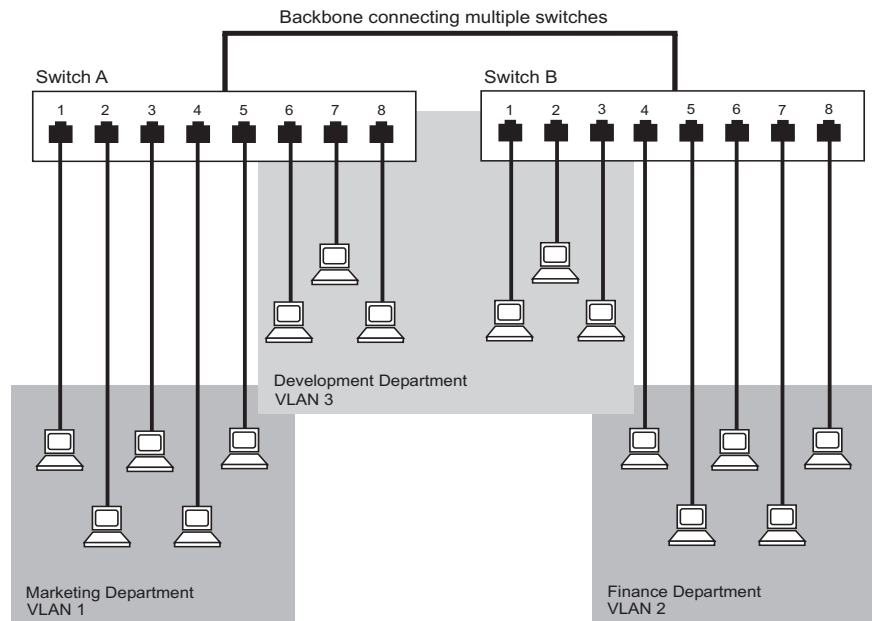 Backbone connecting multiple switches
Switch A
Switch B
1 2 3 4 5 6 7 8
1 2 3 4 5 6 7 8
Development Department
VLAN 3
Marketing Department
VLAN 1
Finance Department
VLAN 2